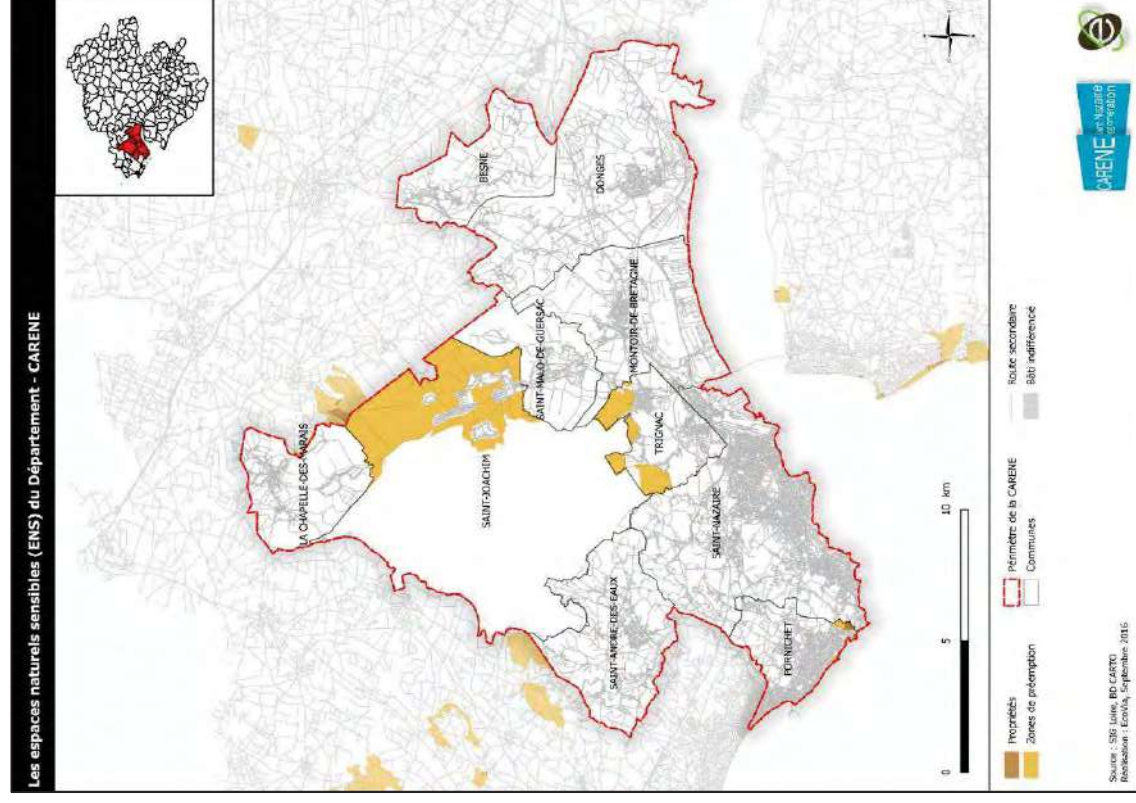 Les espaces naturels sensibles (ENS) du Département - CARENE
LA CHAPELLE-DES-MARAIS
BESNE
SAINT-JOACHIM
SAINT-MALO-DE-GUERSAC
DONGES
MONTOIR-DE-BRETAGNE
TRIGNAC
SAINT-ANDRE-DES-EAUX
SAINT-NAZAIRE
PORNICHET
0 5 10 km
Propriétés
Zones de préemption
Périmètre de la CARENE
Communes
Route secondaire
Bâti indifférencié
Source : SIG Loire, BD CARTO
Réalisation : EcoVia, Septembre 2016
CARENE
Saint-Nazaire
agglomération